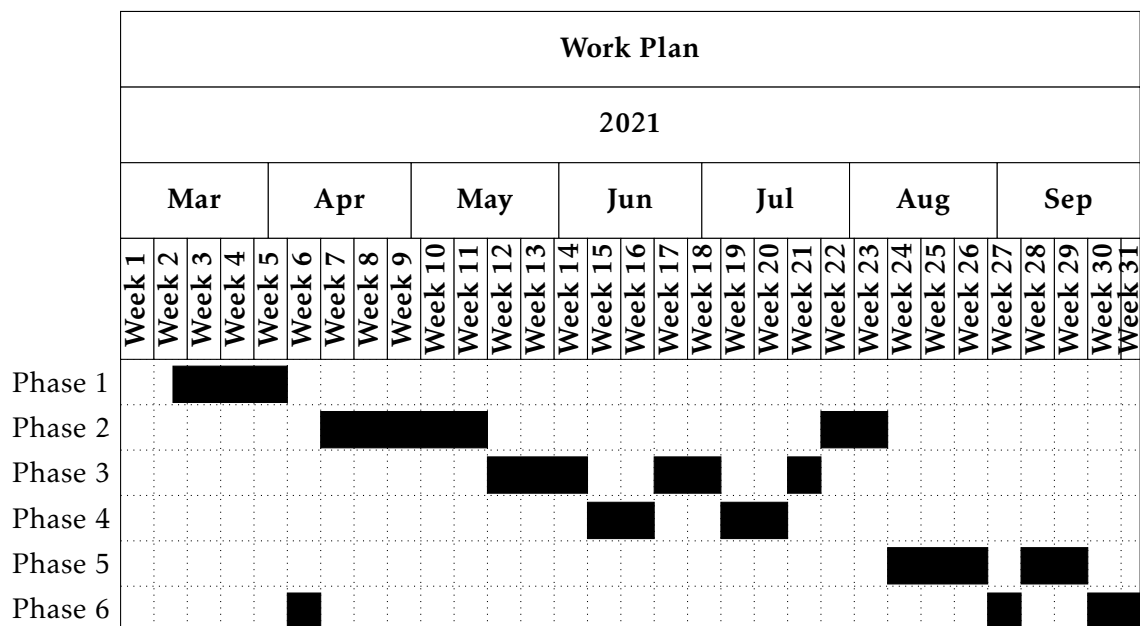 Work Plan
2021
Mar Apr May Jun Jul Aug Sep
Week 1 Week 2 Week 3 Week 4 Week 5 Week 6 Week 7 Week 8 Week 9 Week 10 Week 11 Week 12 Week 13 Week 14 Week 15 Week 16 Week 17 Week 18 Week 19 Week 20 Week 21 Week 22 Week 23 Week 24 Week 25 Week 26 Week 27 Week 28 Week 29 Week 30 Week 31
Phase 1
Phase 2
Phase 3
Phase 4
Phase 5
Phase 6